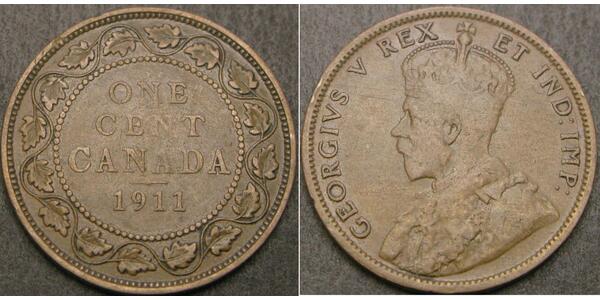 ONE
CENT
CANADA
1911
GEORGIVS V REX ET IND: IMP: